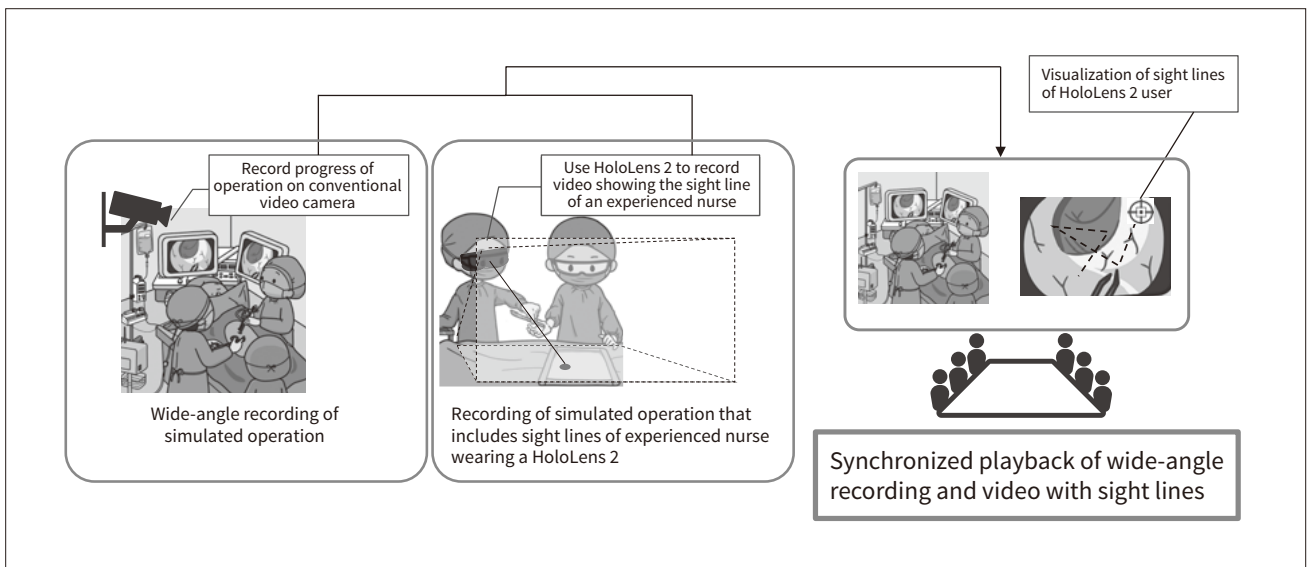 Visualization of sight lines
of HoloLens 2 user
Record progress of
operation on conventional
video camera
Use HoloLens 2 to record
video showing the sight line
of an experienced nurse
Wide-angle recording of
simulated operation
Recording of simulated operation that
includes sight lines of experienced nurse
wearing a HoloLens 2
Synchronized playback of wide-angle
recording and video with sight lines